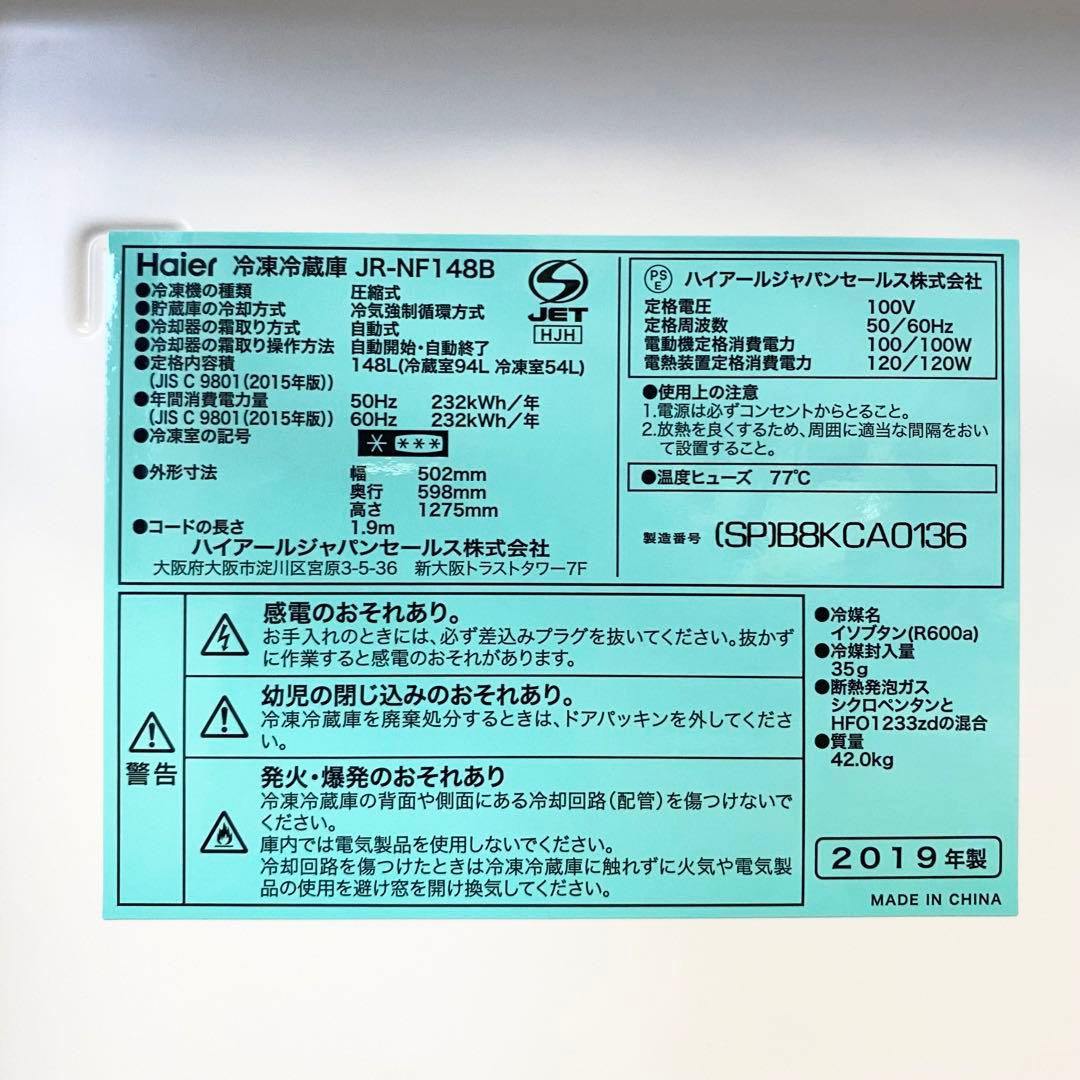 Haier 冷凍冷蔵庫 JR-NF148B
●冷凍機の種類 圧縮式
●貯蔵庫の冷却方式 冷気強制循環方式
●冷却器の霜取り方式 自動式
●冷却器の霜取り操作方法 自動開始・自動終了
●定格内容積 148L(冷蔵室94L 冷凍室54L)
(JIS C 9801(2015年版))
●年間消費電力量 50Hz 232kWh／年
(JIS C 9801(2015年版)) 60Hz 232kWh／年
●冷凍室の記号 * ***
●外形寸法 幅 502mm
奥行 598mm
高さ 1275mm
●コードの長さ 1.9m
ハイアールジャパンセールス株式会社
大阪府大阪市淀川区宮原3-5-36 新大阪トラストタワー7F
S
JET
HJH
PSE ハイアールジャパンセールス株式会社
定格電圧 100V
定格周波数 50／60Hz
電動機定格消費電力 100／100W
電熱装置定格消費電力 120／120W
●使用上の注意
1.電源は必ずコンセントからとること。
2.放熱を良くするため、周囲に適当な間隔をおい
て設置すること。
●温度ヒューズ 77℃
製造番号 (SP)B8KCA0136
警告
感電のおそれあり。
お手入れのときには、必ず差込みプラグを抜いてください。抜かず
に作業すると感電のおそれがあります。
幼児の閉じ込みのおそれあり。
冷凍冷蔵庫を廃棄処分するときは、ドアパッキンを外してくださ
い。
発火・爆発のおそれあり
冷凍冷蔵庫の背面や側面にある冷却回路（配管）を傷つけないで
ください。
庫内では電気製品を使用しないでください。
冷却回路を傷つけたときは冷凍冷蔵庫に触れずに火気や電気製
品の使用を避け窓を開け換気してください。
●冷媒名
イソブタン(R600a)
●冷媒封入量
35g
●断熱発泡ガス
シクロペンタンと
HFO1233zdの混合
●質量
42.0kg
2019年製
MADE IN CHINA